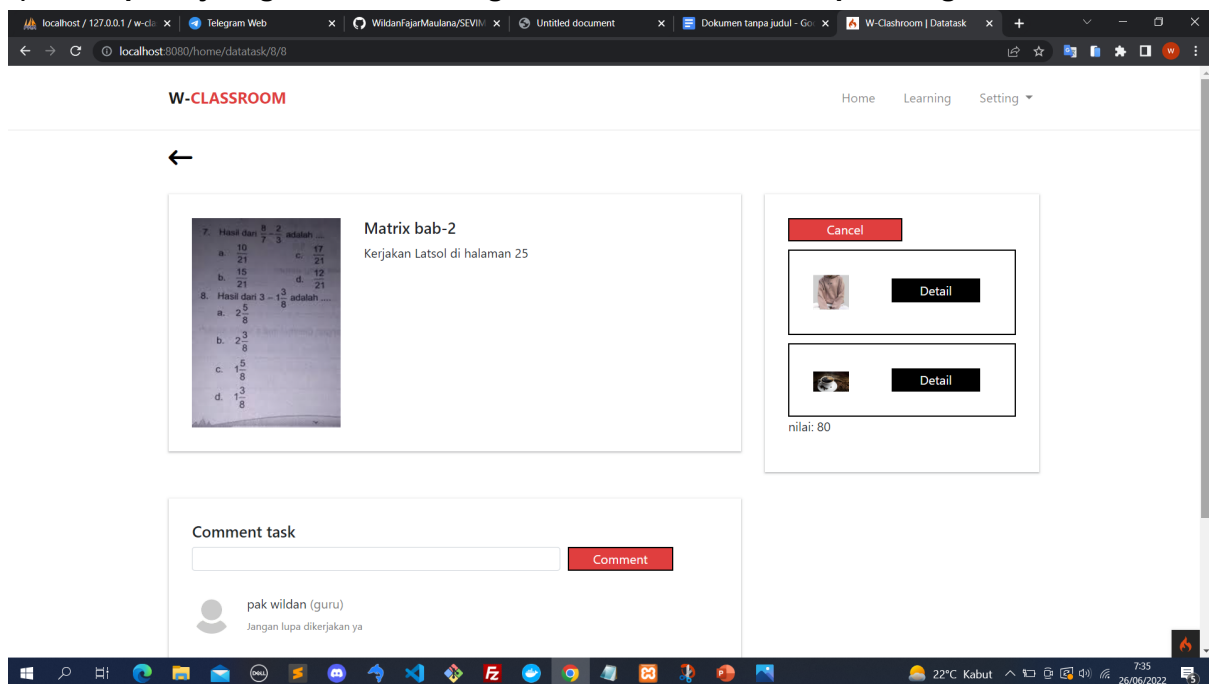 localhost / 127.0.0.1 / w-cla
Telegram Web
WildanFajarMaulana/SEVIM
Untitled document
Dokumen tanpa judul - Go
W-Clashroom | Datatask
localhost:8080/home/datatask/8/8
W-CLASSROOM
Home Learning Setting
Matrix bab-2
Kerjakan Latsol di halaman 25
7. Hasil dari 8/7 - 2/3 adalah ...
a. 10/21 c. 17/21
b. 15/21 d. 12/21
8. Hasil dari 3 – 1 3/8 adalah ....
a. 2 5/8
b. 2 3/8
c. 1 5/8
d. 1 3/8
Cancel
Detail
Detail
nilai: 80
Comment task
Comment
pak wildan (guru)
Jangan lupa dikerjakan ya
22°C Kabut
7:35
26/06/2022